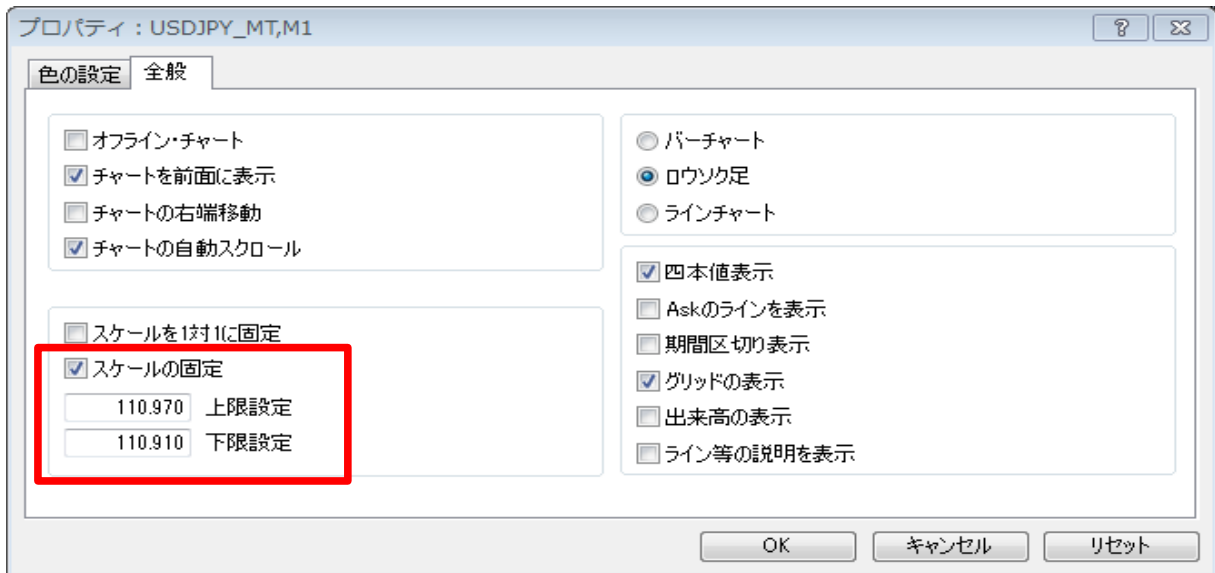 プロパティ：USDJPY_MT,M1
色の設定
全般
オフライン・チャート
チャートを前面に表示
チャートの右端移動
チャートの自動スクロール
スケールを1対1に固定
スケールの固定
110.970 上限設定
110.910 下限設定
バーチャート
ロウソク足
ラインチャート
四本値表示
Askのラインを表示
期間区切り表示
グリッドの表示
出来高の表示
ライン等の説明を表示
OK
キャンセル
リセット